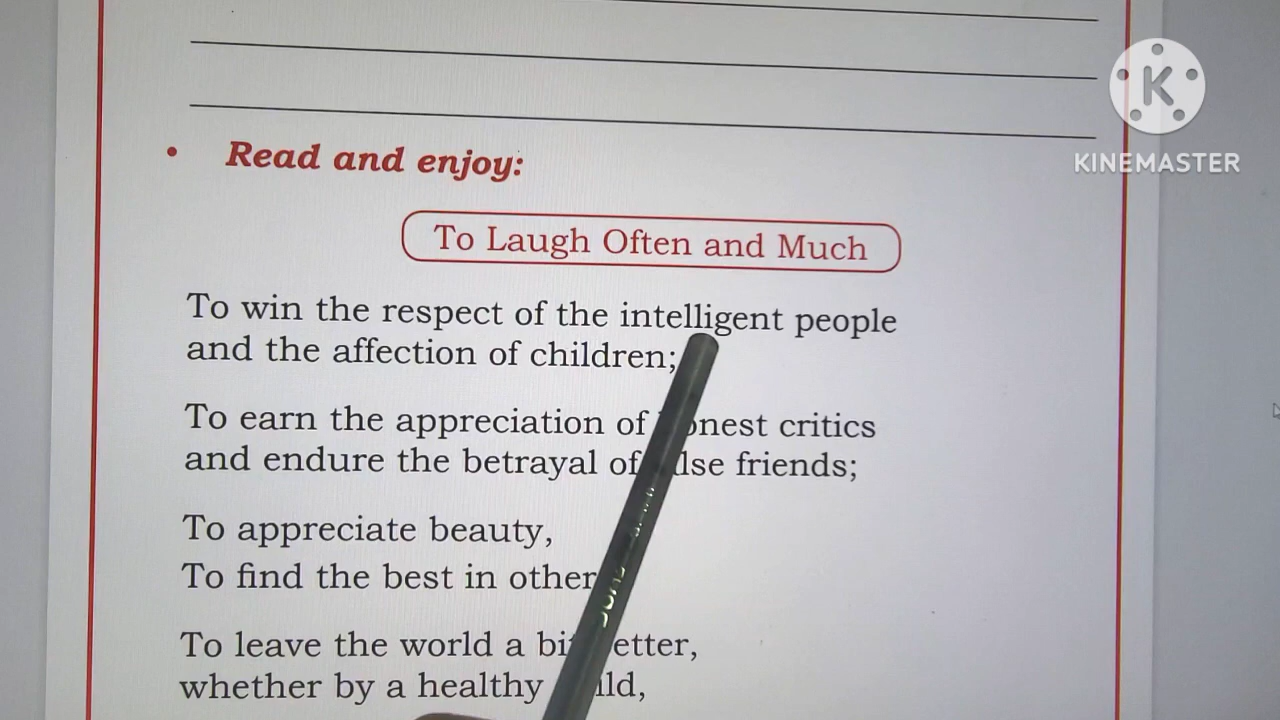 K
KINEMASTER
• Read and enjoy:
To Laugh Often and Much
To win the respect of the intelligent people
and the affection of children;
To earn the appreciation of honest critics
and endure the betrayal of false friends;
To appreciate beauty,
To find the best in other
To leave the world a bit better,
whether by a healthy child,